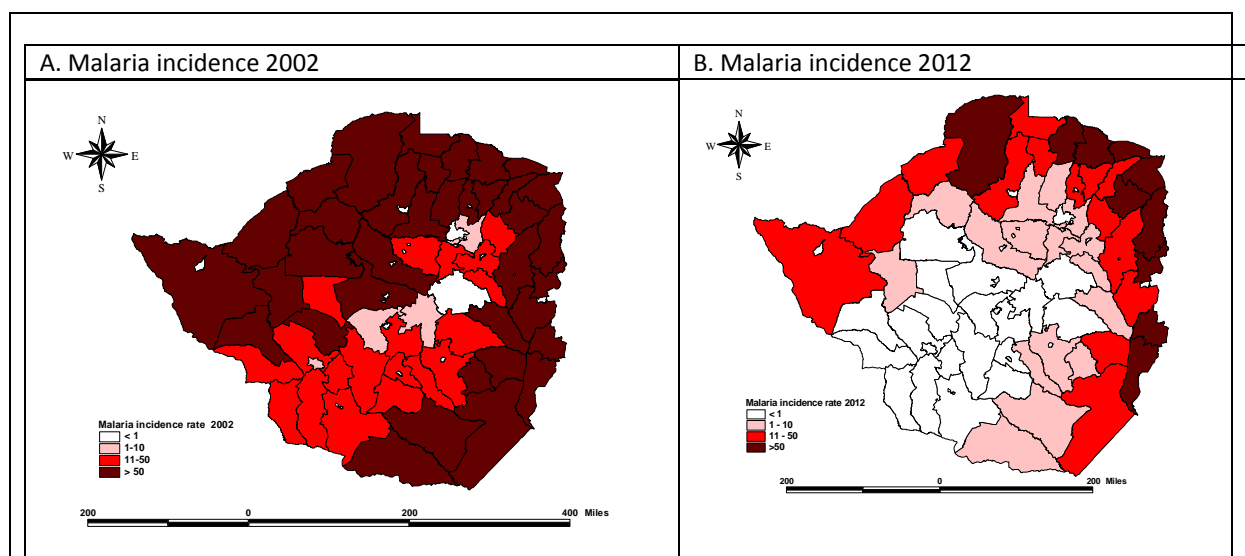 A. Malaria incidence 2002
B. Malaria incidence 2012
N
W E
S
Malaria incidence rate 2002
< 1
1-10
11-50
> 50
200 0 200 400 Miles
N
W E
S
Malaria incidence rate 2012
< 1
1 - 10
11 - 50
>50
200 0 200 Miles